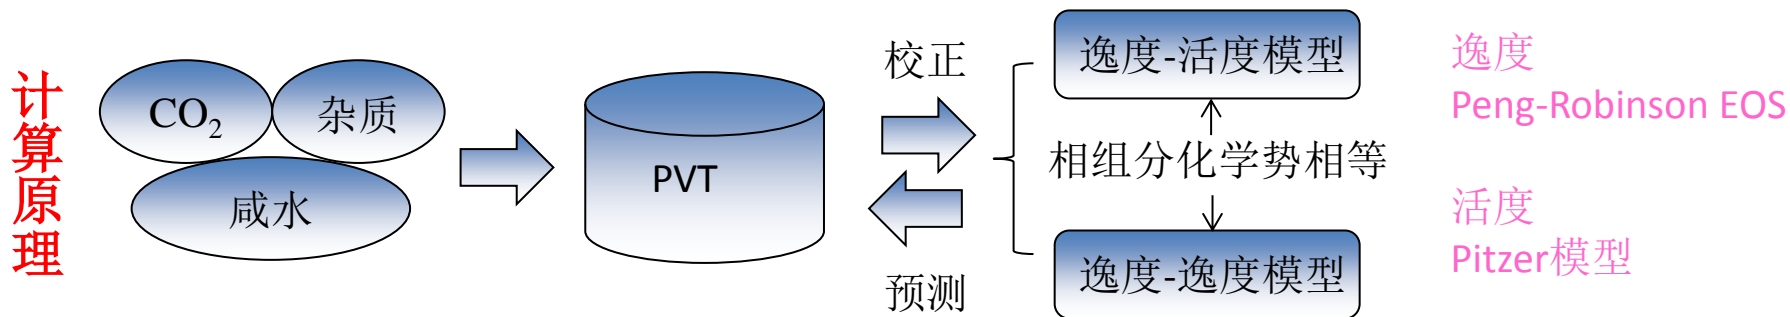 计算原理
CO₂
杂质
咸水
PVT
校正
预测
逸度-活度模型
相组分化学势相等
逸度-逸度模型
逸度
Peng-Robinson EOS
活度
Pitzer模型